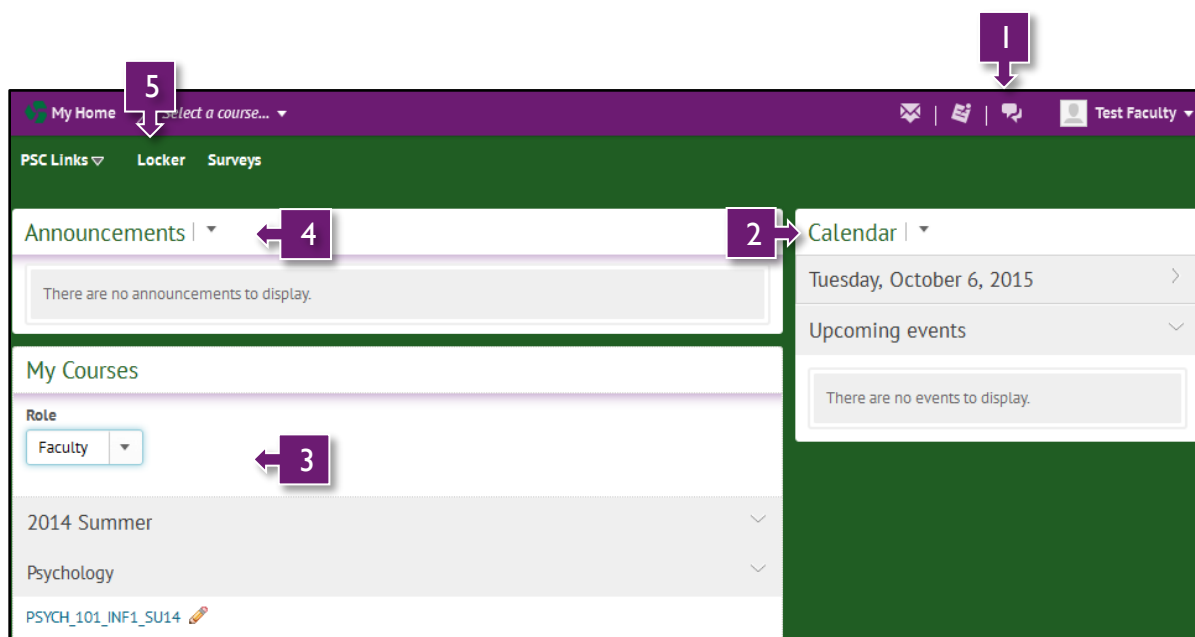 1
5
My Home
Select a course...
Test Faculty
PSC Links Locker Surveys
Announcements
4
2
Calendar
There are no announcements to display.
Tuesday, October 6, 2015
Upcoming events
There are no events to display.
My Courses
Role
Faculty
3
2014 Summer
Psychology
PSYCH_101_INF1_SU14